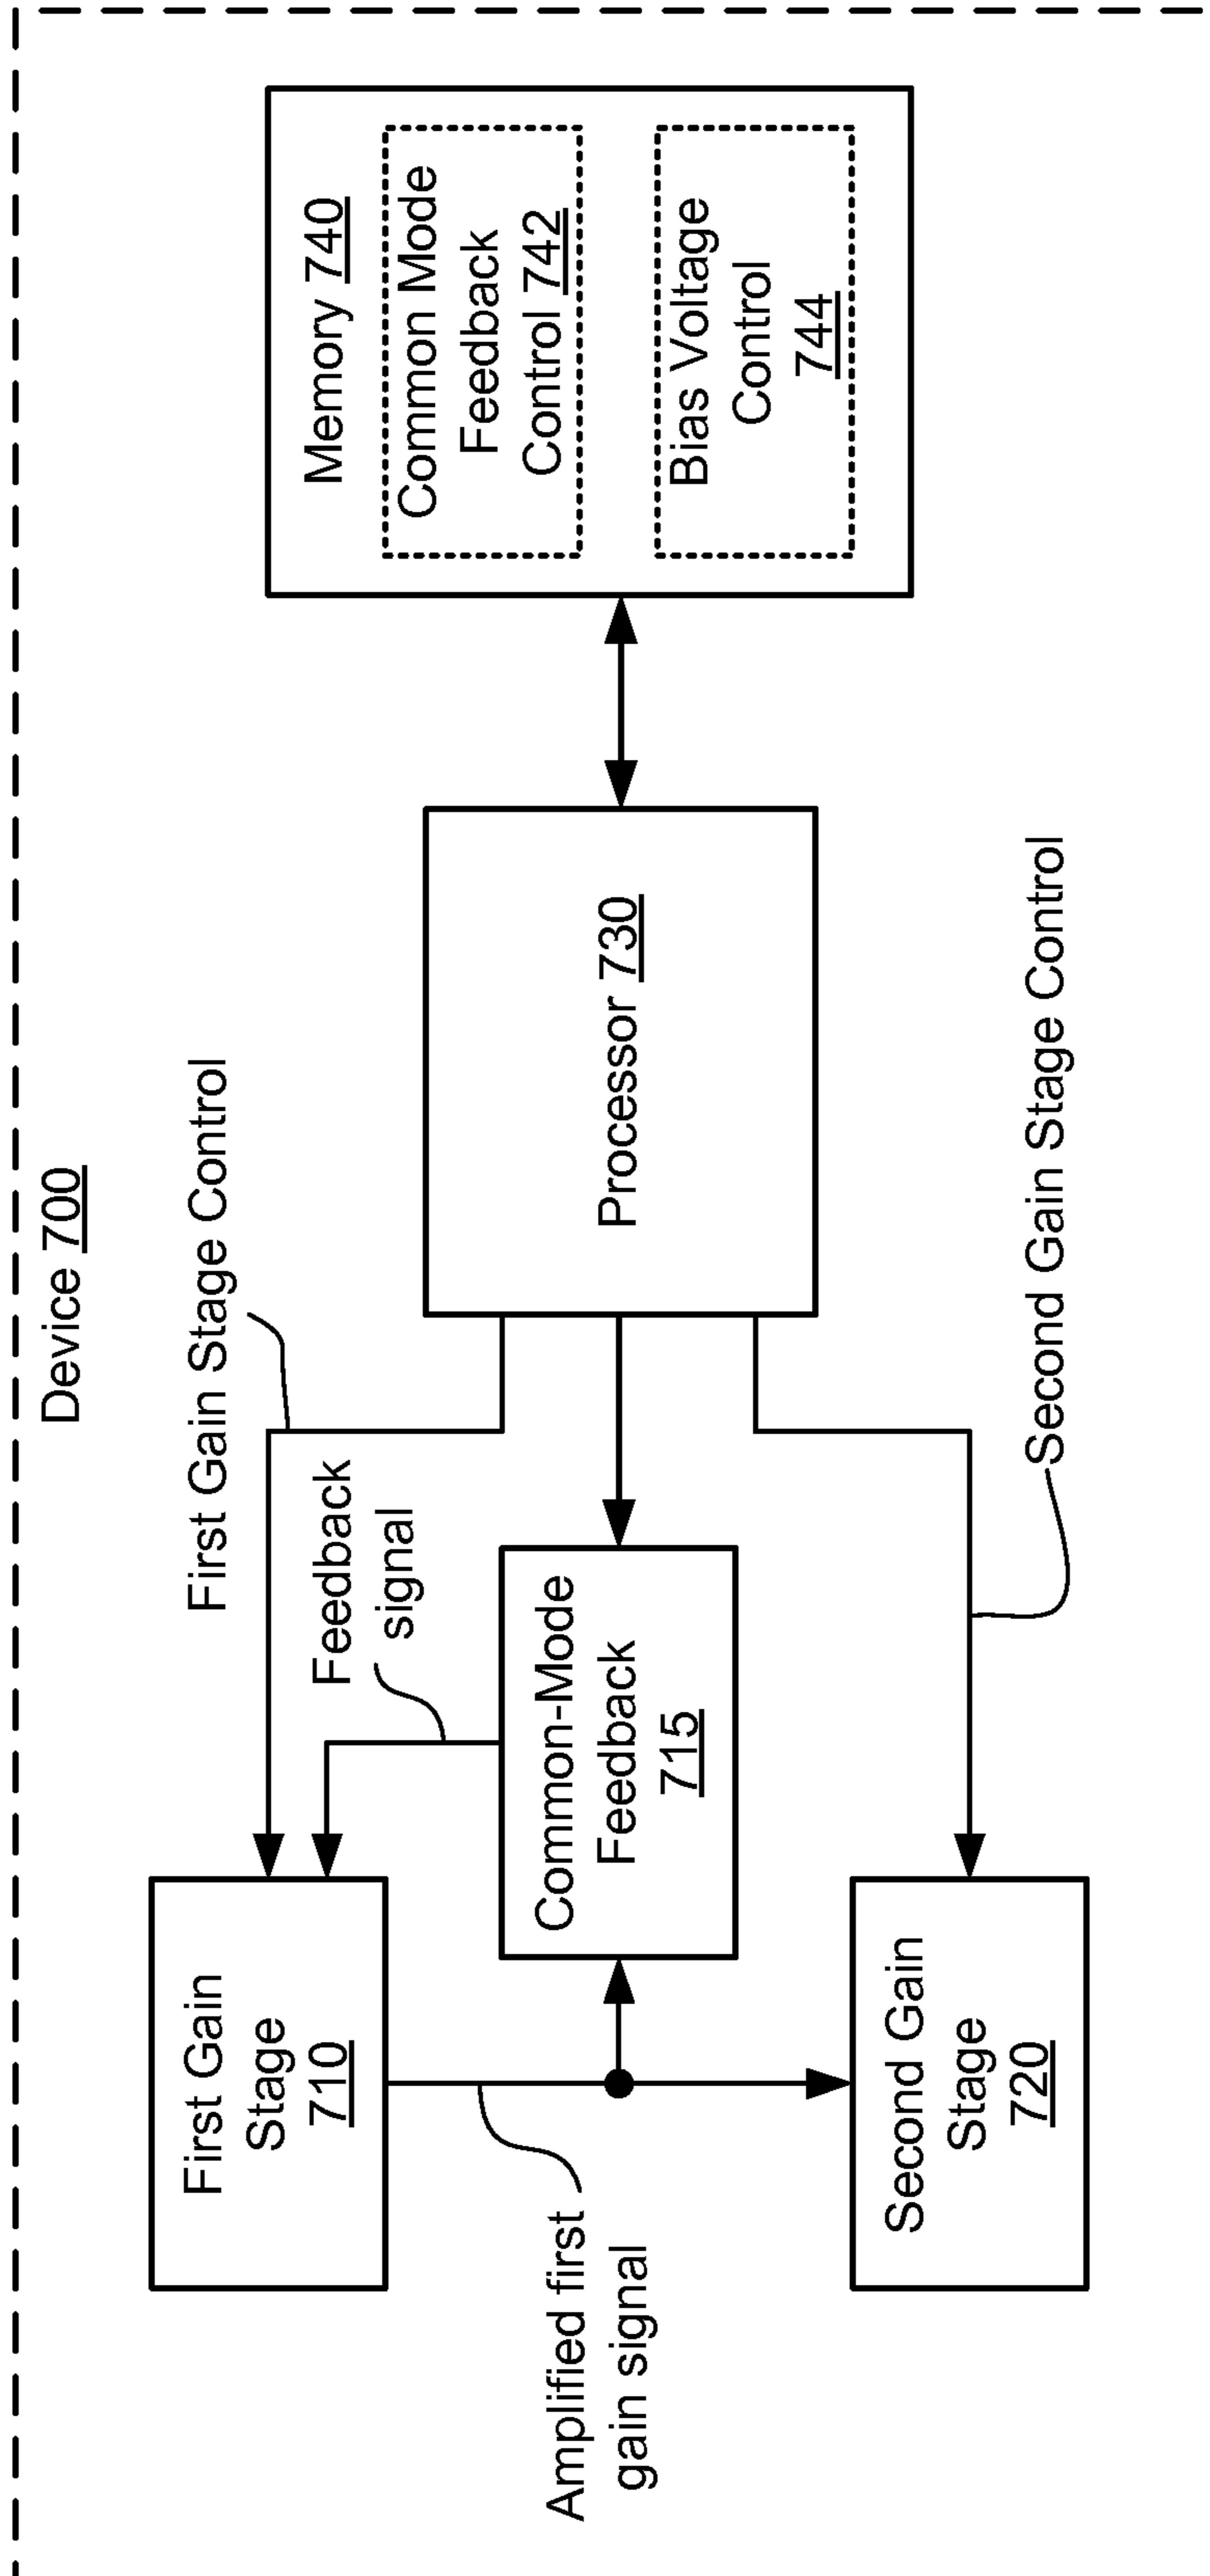 Device 700
First Gain Stage Control
Feedback
signal
First Gain
Stage
710
Amplified first
gain signal
Common-Mode
Feedback
715
Second Gain
Stage
720
Second Gain Stage Control
Processor 730
Memory 740
Common Mode
Feedback
Control 742
Bias Voltage
Control
744